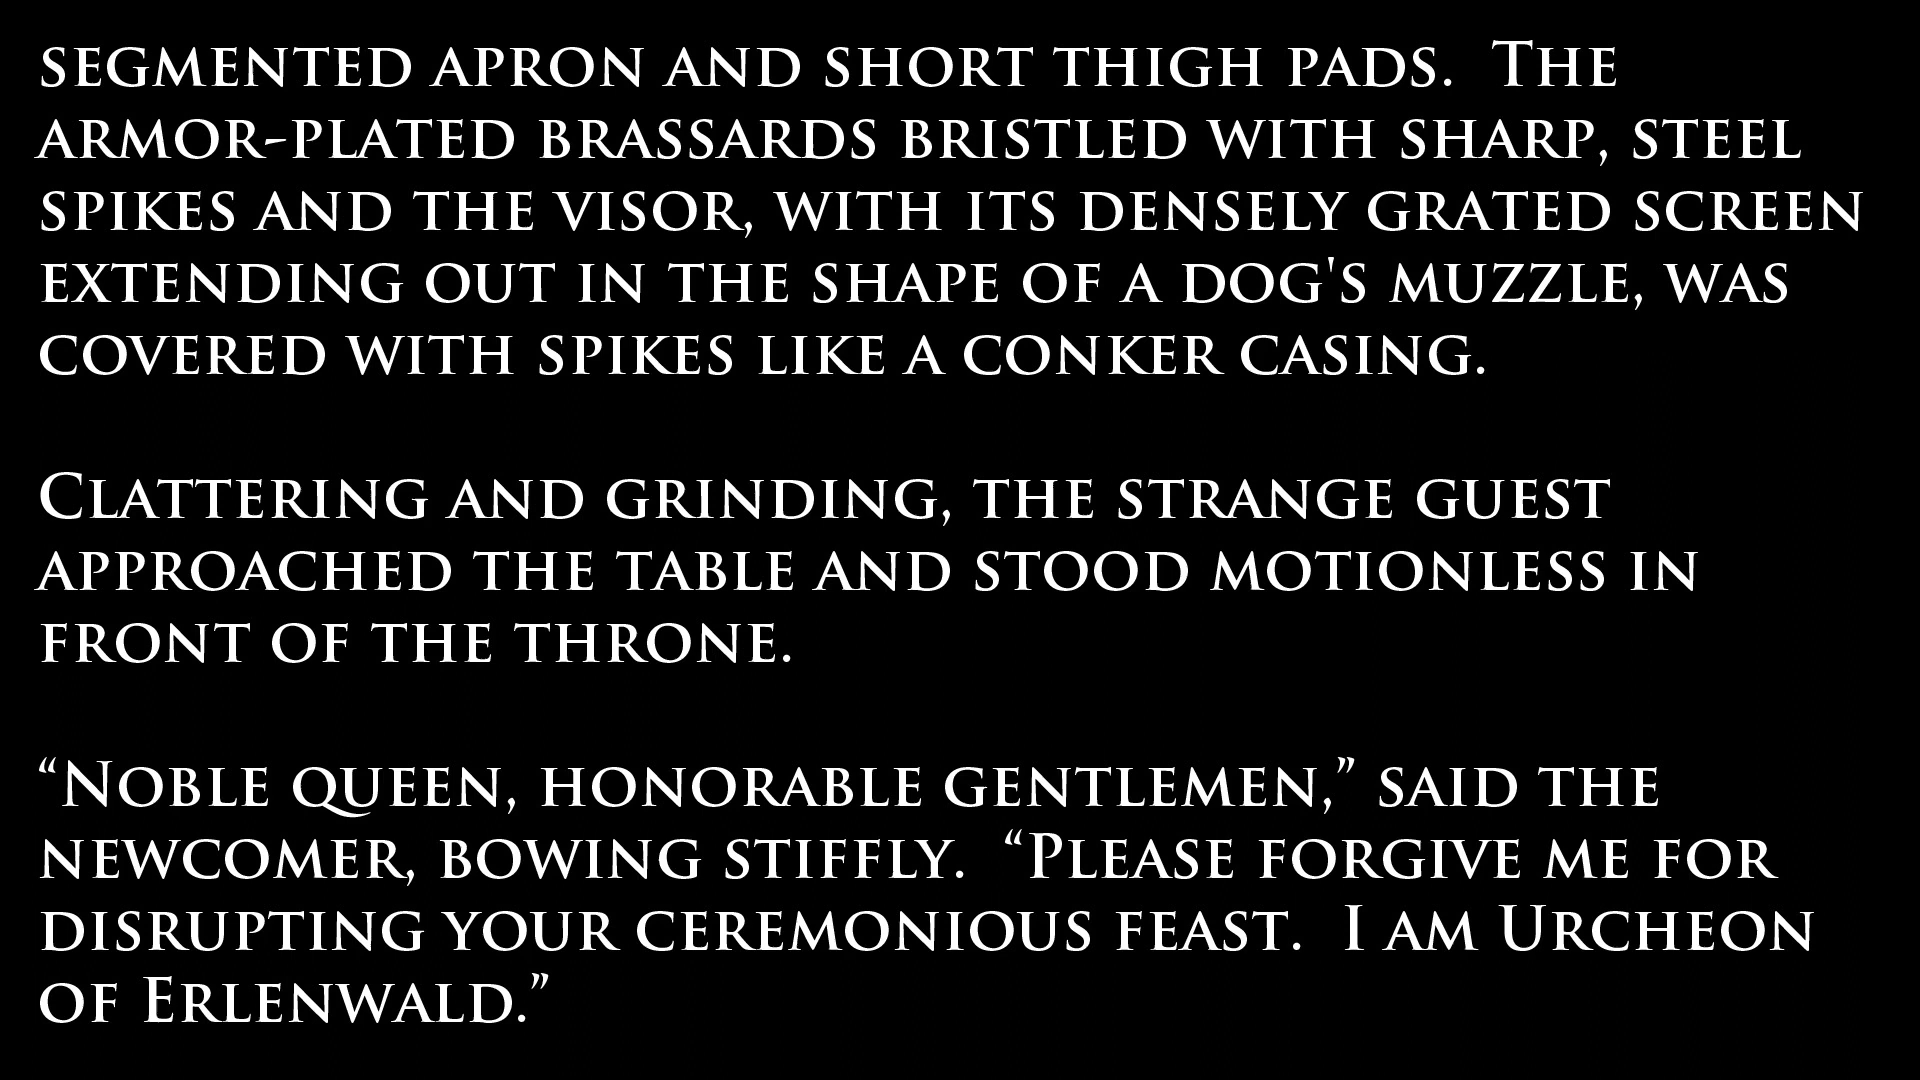 segmented apron and short thigh pads.  The
armor-plated brassards bristled with sharp, steel
spikes and the visor, with its densely grated screen
extending out in the shape of a dog's muzzle, was
covered with spikes like a conker casing.
Clattering and grinding, the strange guest
approached the table and stood motionless in
front of the throne.
“Noble queen, honorable gentlemen,” said the
newcomer, bowing stiffly.  “Please forgive me for
disrupting your ceremonious feast.  I am Urcheon
of Erlenwald.”